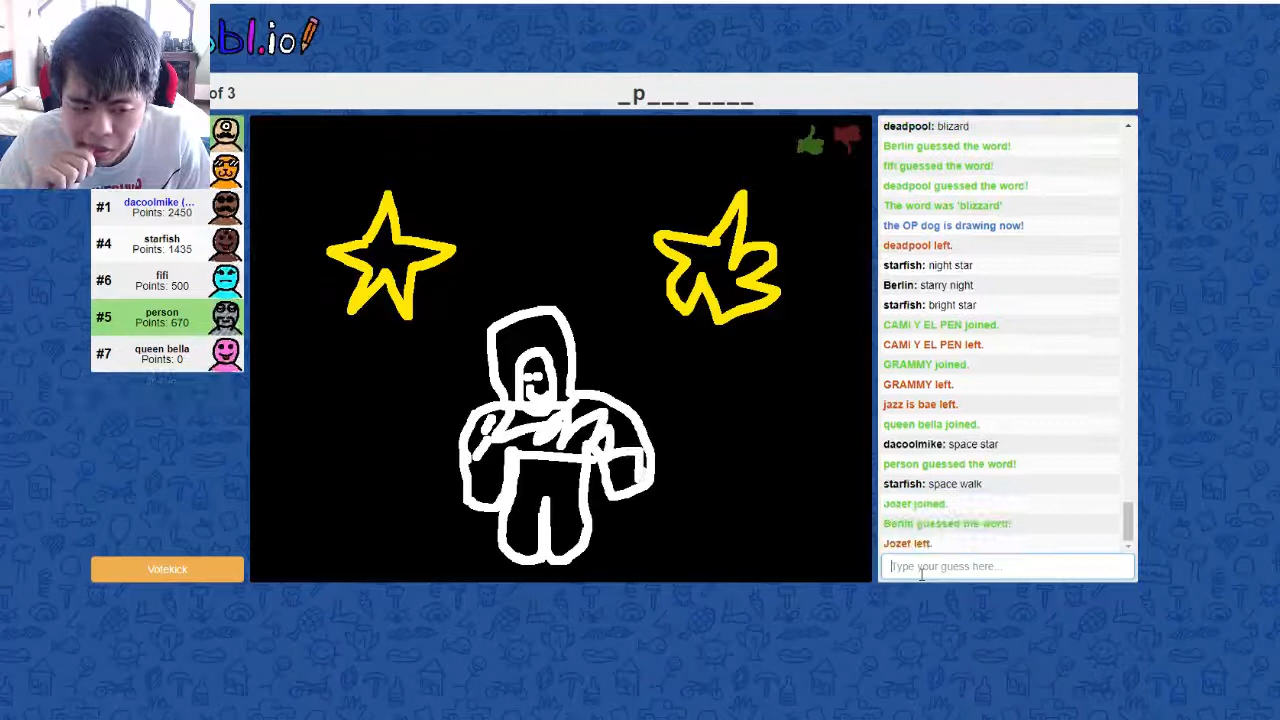 bl.io
of 3
_p___ ____
#1 dacoolmike (...
Points: 2450
#4 starfish
Points: 1435
#6 fifi
Points: 500
#5 person
Points: 670
#7 queen bella
Points: 0
Votekick
deadpool: blizard
Berlin guessed the word!
fifi guessed the word!
deadpool guessed the word!
The word was 'blizzard'
the OP dog is drawing now!
deadpool left.
starfish: night star
Berlin: starry night
starfish: bright star
CAMI Y EL PEN joined.
CAMI Y EL PEN left.
GRAMMY joined.
GRAMMY left.
jazz is bae left.
queen bella joined.
dacoolmike: space star
person guessed the word!
starfish: space walk
Jozef joined.
Berlin guessed the word!
Jozef left.
Type your guess here...